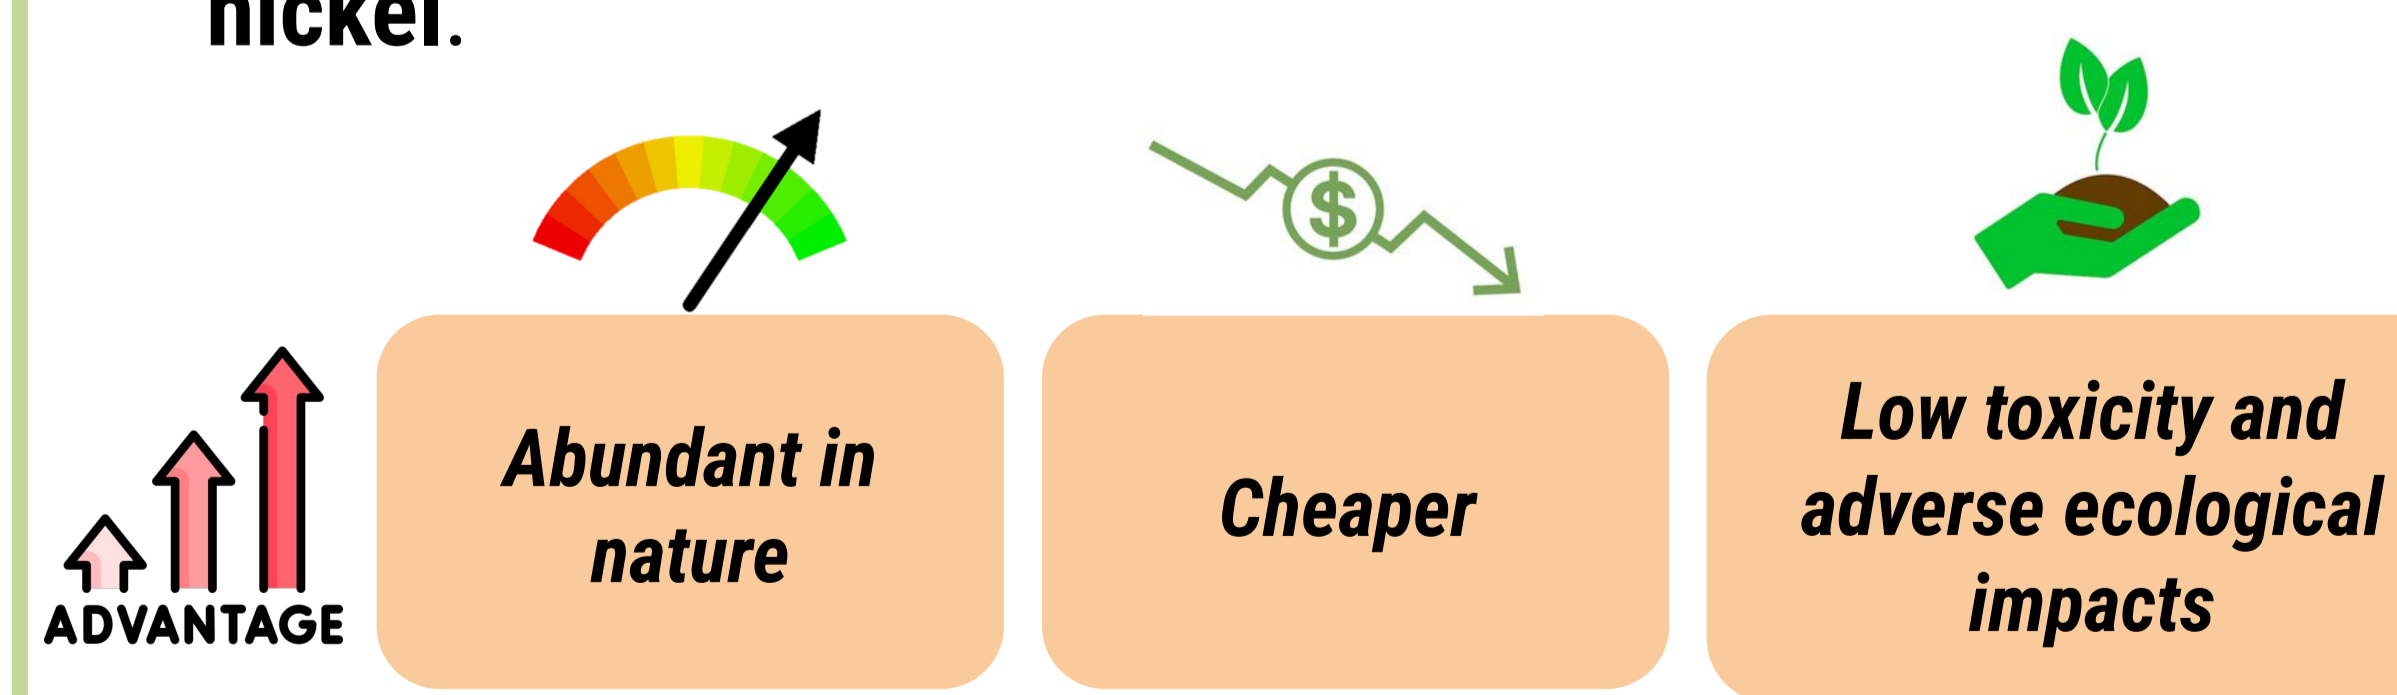 nickel.
$
ADVANTAGE
Abundant in
nature
Cheaper
Low toxicity and
adverse ecological
impacts